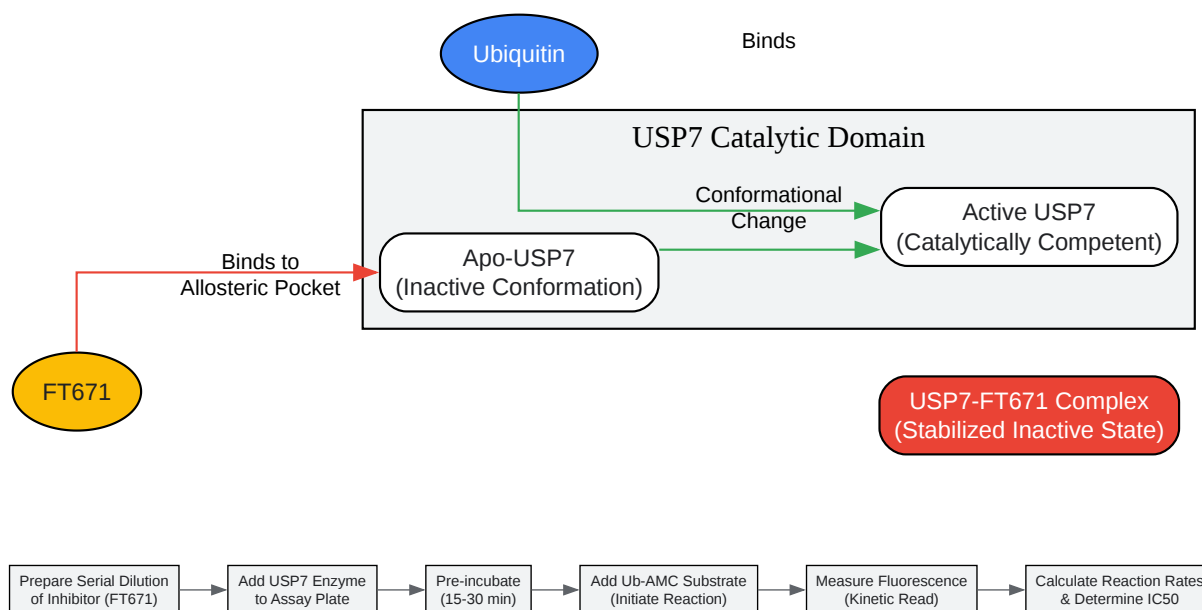 Ubiquitin
Binds
USP7 Catalytic Domain
Conformational
Change
Active USP7
(Catalytically Competent)
Apo-USP7
(Inactive Conformation)
Binds to
Allosteric Pocket
FT671
USP7-FT671 Complex
(Stabilized Inactive State)
Prepare Serial Dilution
of Inhibitor (FT671)
Add USP7 Enzyme
to Assay Plate
Pre-incubate
(15-30 min)
Add Ub-AMC Substrate
(Initiate Reaction)
Measure Fluorescence
(Kinetic Read)
Calculate Reaction Rates
& Determine IC50